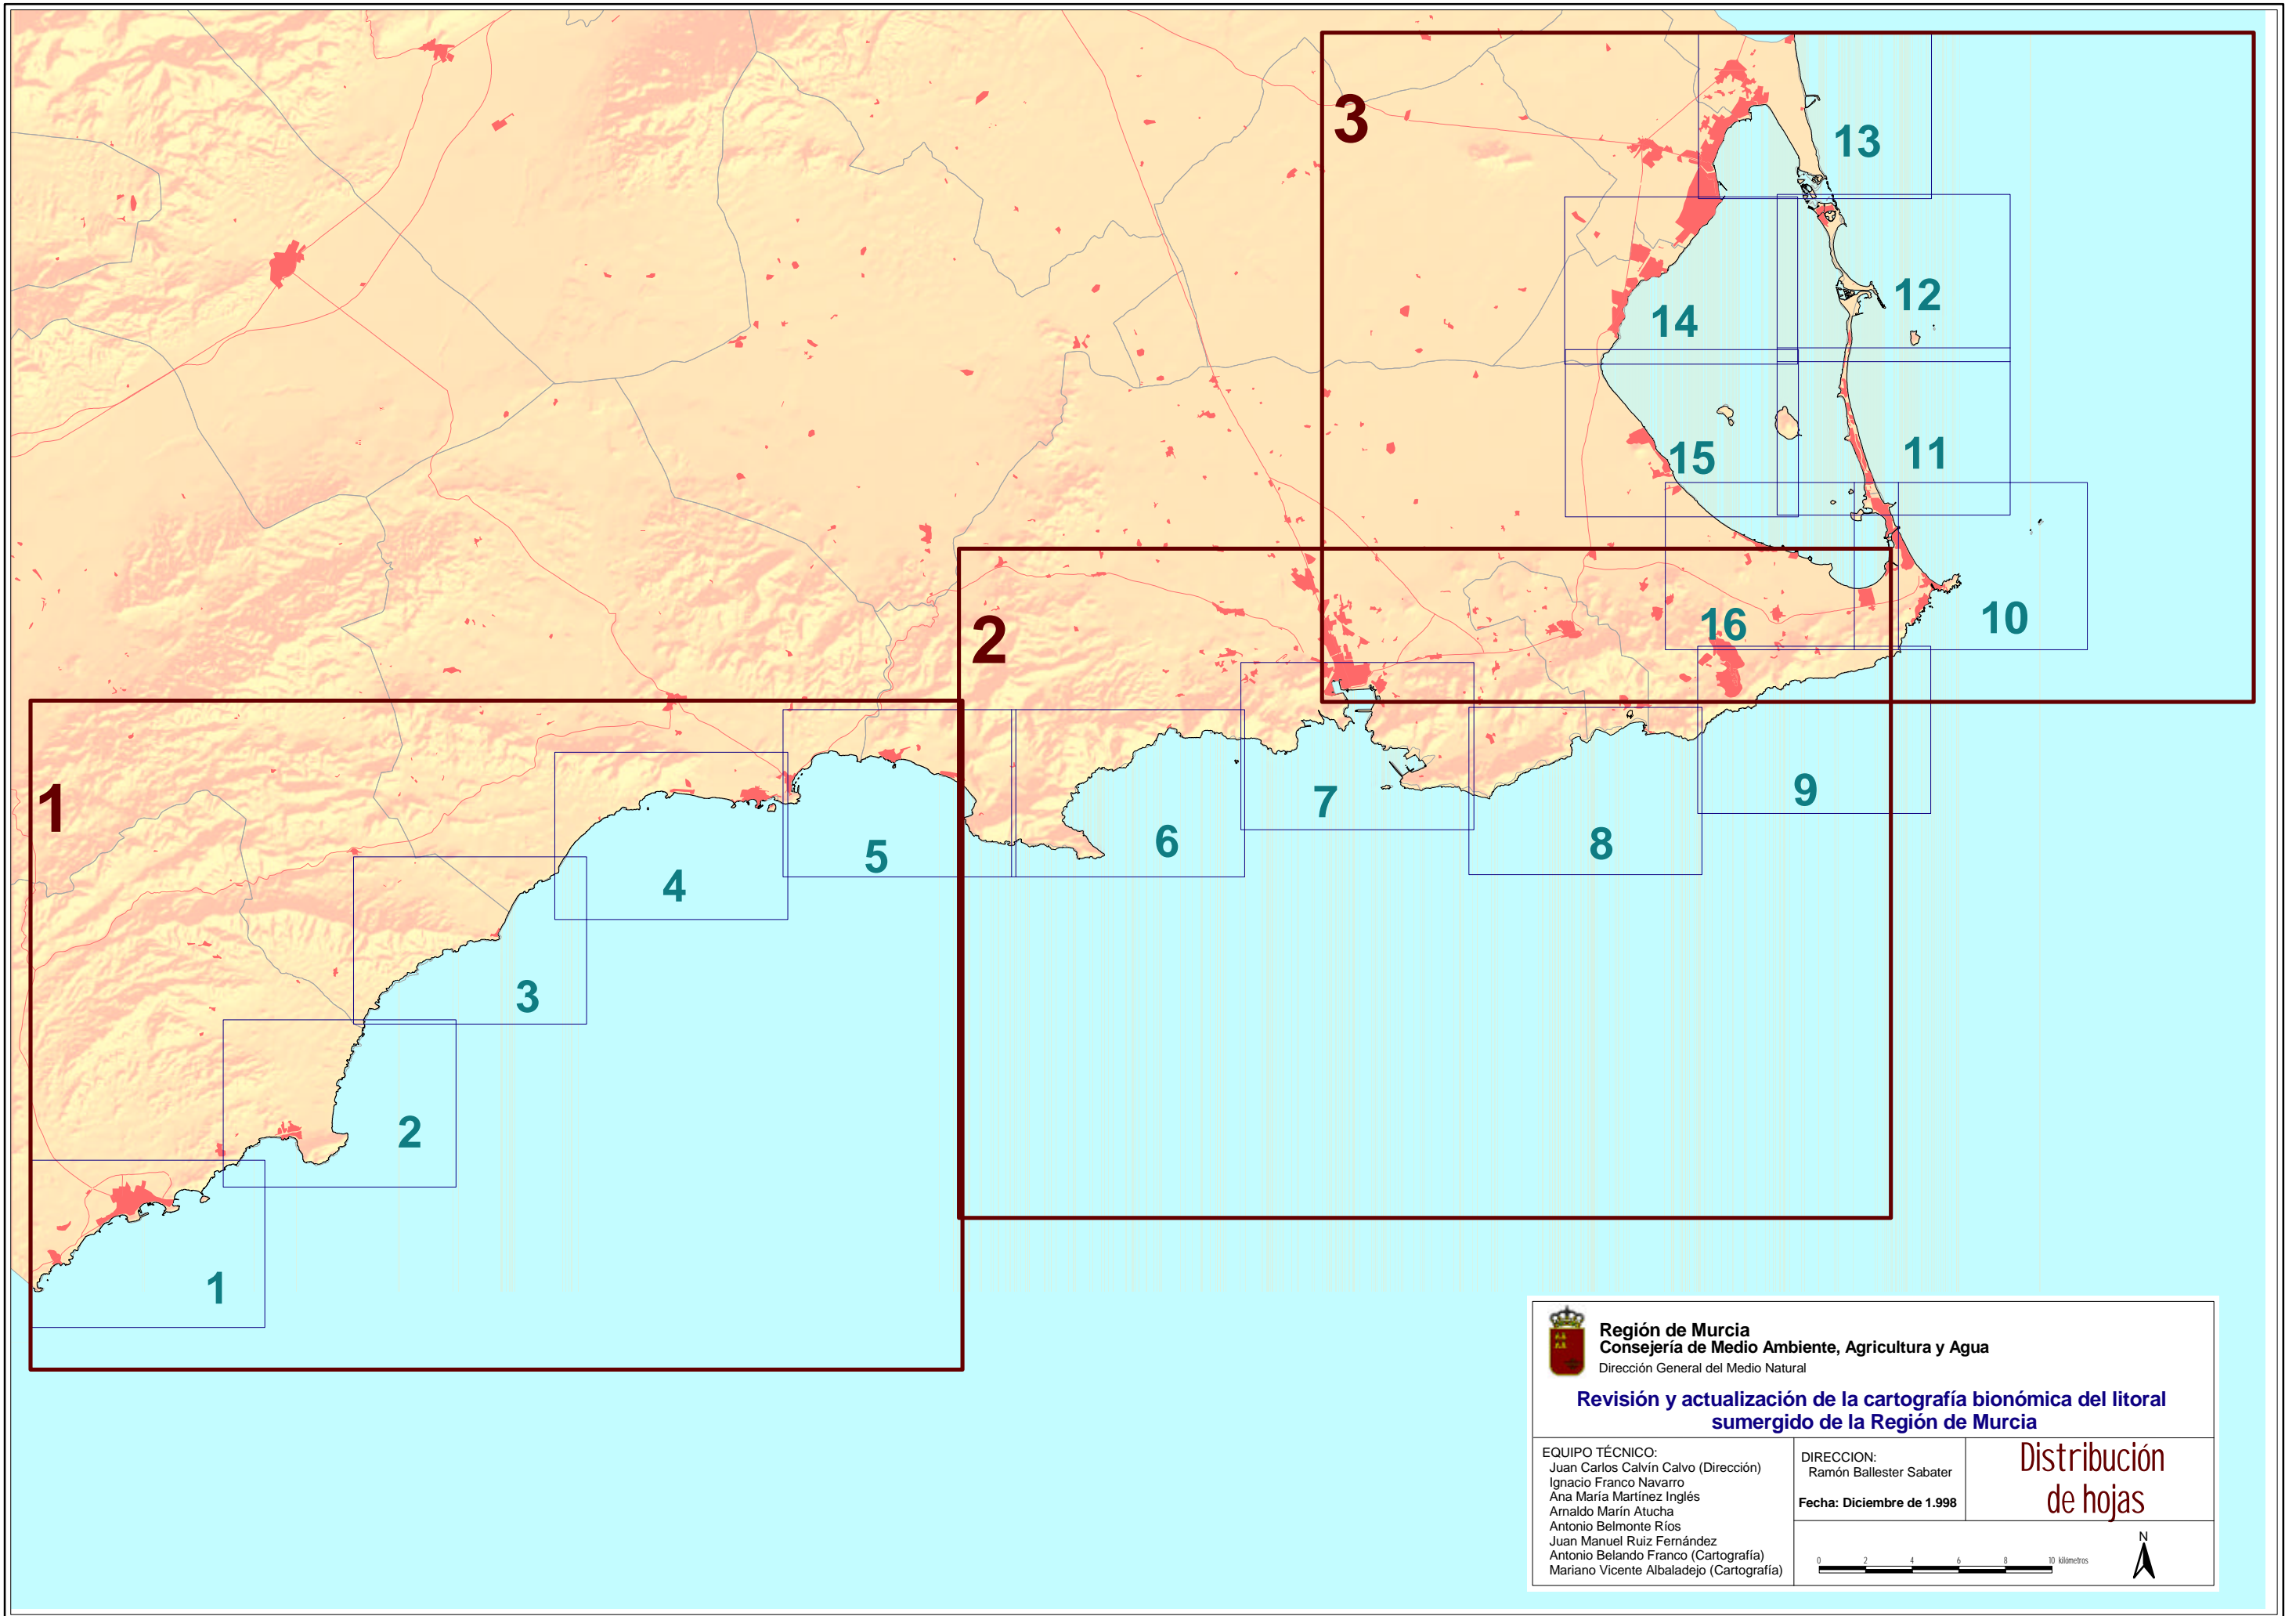 3
13
12
14
11
15
10
16
2
1
9
7
8
6
5
4
3
2
1
Región de Murcia
Consejería de Medio Ambiente, Agricultura y Agua
Dirección General del Medio Natural
Revisión y actualización de la cartografía bionómica del litoral
sumergido de la Región de Murcia
EQUIPO TÉCNICO:
Juan Carlos Calvín Calvo (Dirección)
Ignacio Franco Navarro
Ana María Martínez Inglés
Arnaldo Marín Atucha
Antonio Belmonte Ríos
Juan Manuel Ruiz Fernández
Antonio Belando Franco (Cartografía)
Mariano Vicente Albaladejo (Cartografía)
DIRECCION:
Ramón Ballester Sabater
Fecha: Diciembre de 1.998
Distribución
de hojas
N
0 2 4 6 8 10 kilómetros